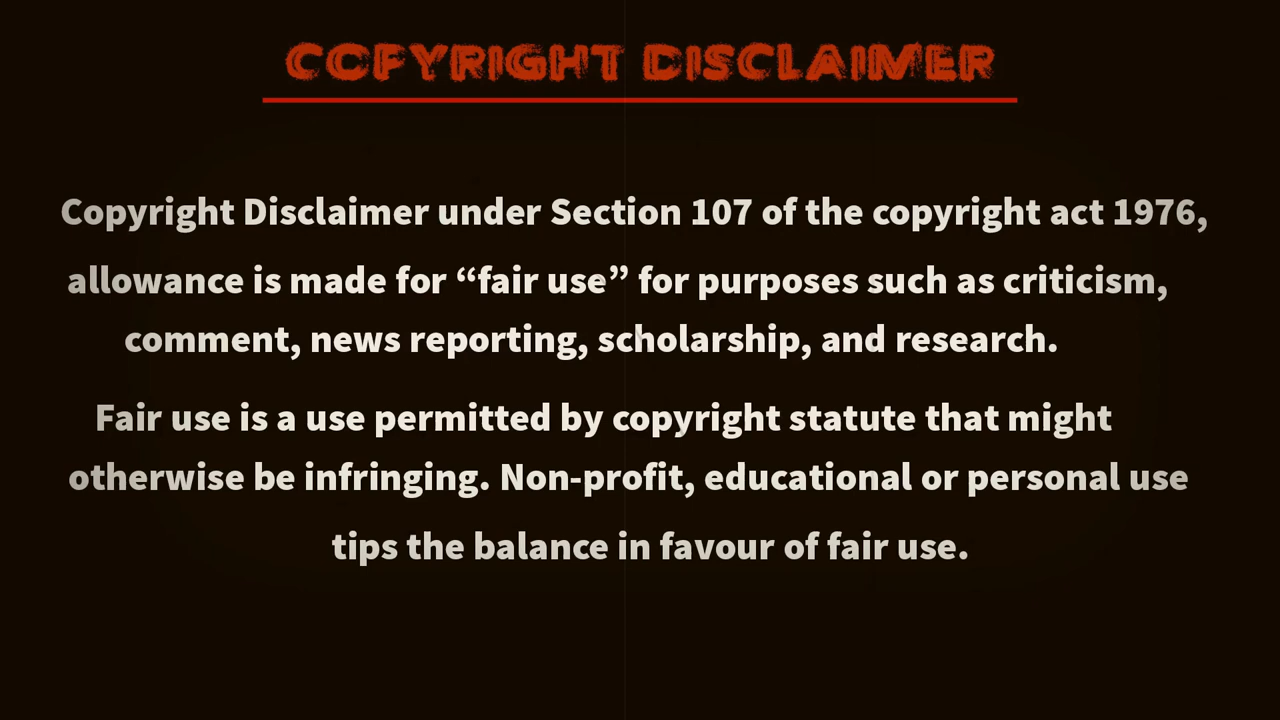 COPYRIGHT DISCLAIMER
Copyright Disclaimer under Section 107 of the copyright act 1976,
allowance is made for “fair use” for purposes such as criticism,
comment, news reporting, scholarship, and research.
Fair use is a use permitted by copyright statute that might
otherwise be infringing. Non-profit, educational or personal use
tips the balance in favour of fair use.